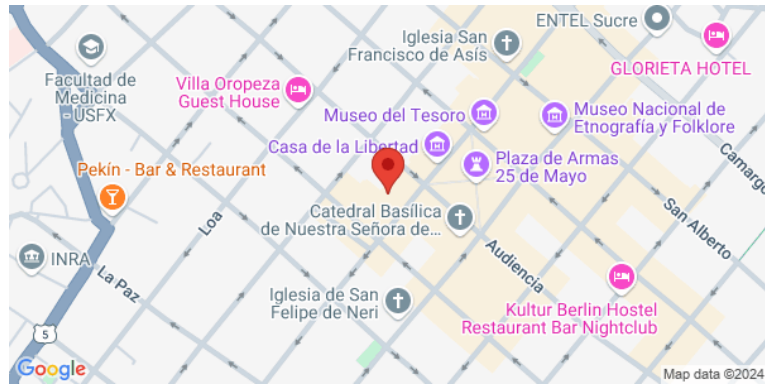 ENTEL Sucre
Iglesia San
Francisco de Asís
GLORIETA HOTEL
Facultad de
Medicina
- USFX
Villa Oropeza
Guest House
Museo del Tesoro
Museo Nacional de
Etnografía y Folklore
Casa de la Libertad
Plaza de Armas
25 de Mayo
Camargo
Pekín - Bar & Restaurant
San Alberto
Loa
Catedral Basílica
de Nuestra Señora de...
Audiencia
INRA
La Paz
Iglesia de San
Felipe de Neri
Kultur Berlin Hostel
Restaurant Bar Nightclub
5
Google
Map data ©2024